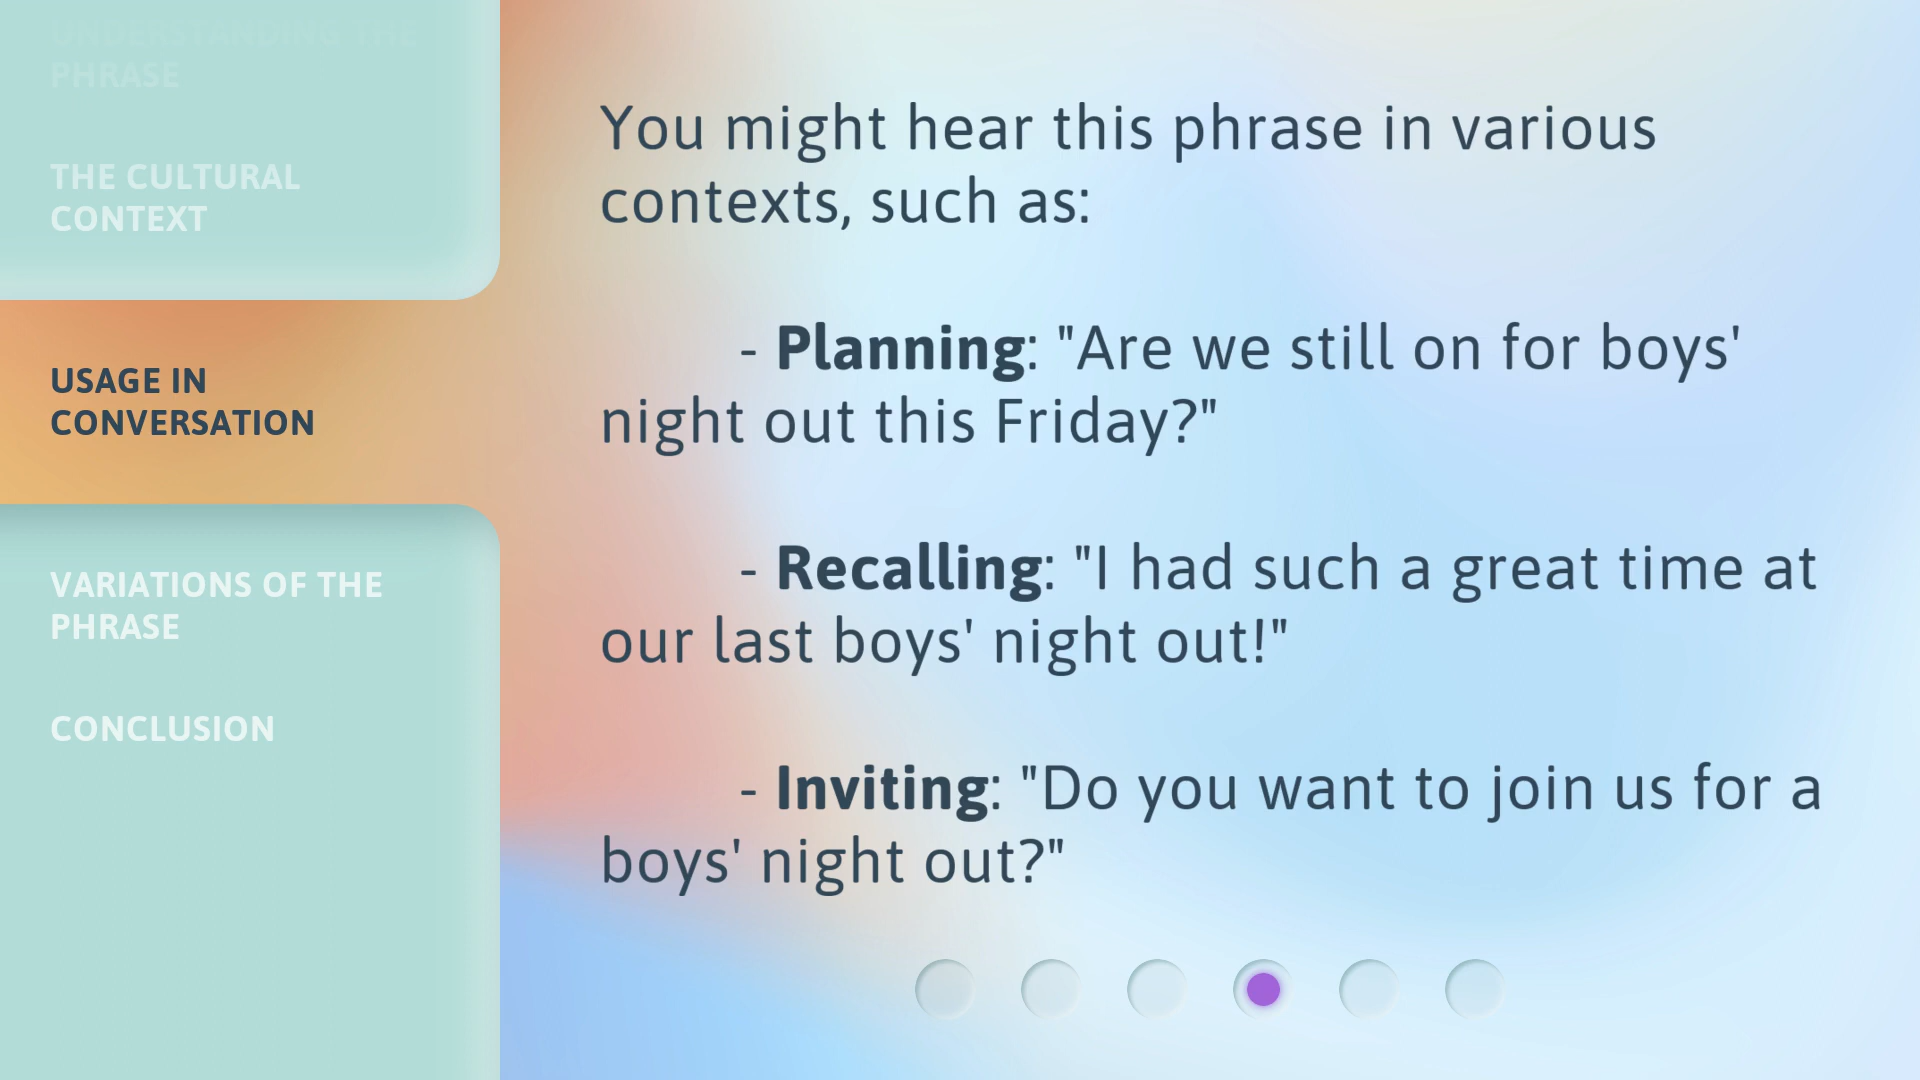 UNDERSTANDING THE
PHRASE
THE CULTURAL
CONTEXT
USAGE IN
CONVERSATION
VARIATIONS OF THE
PHRASE
CONCLUSION
You might hear this phrase in various
contexts, such as:
- Planning: "Are we still on for boys'
night out this Friday?"
- Recalling: "I had such a great time at
our last boys' night out!"
- Inviting: "Do you want to join us for a
boys' night out?"